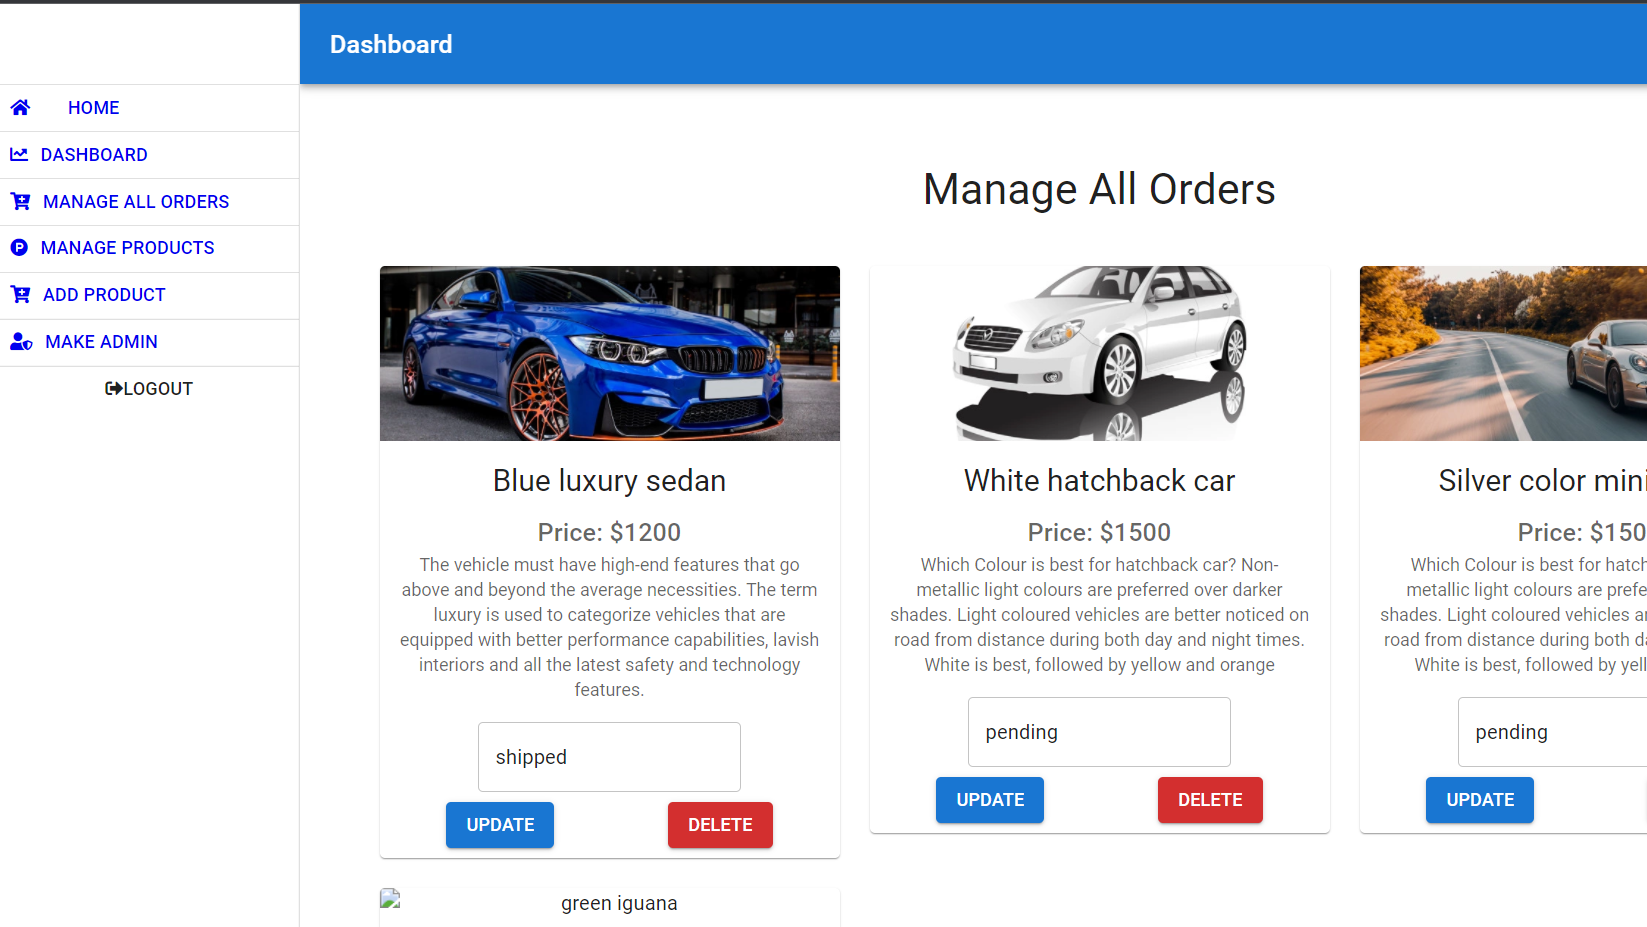 Dashboard
HOME
DASHBOARD
MANAGE ALL ORDERS
MANAGE PRODUCTS
ADD PRODUCT
MAKE ADMIN
LOGOUT
Manage All Orders
Blue luxury sedan
Price: $1200
The vehicle must have high-end features that go
above and beyond the average necessities. The term
luxury is used to categorize vehicles that are
equipped with better performance capabilities, lavish
interiors and all the latest safety and technology
features.
shipped
UPDATE
DELETE
White hatchback car
Price: $1500
Which Colour is best for hatchback car? Non-
metallic light colours are preferred over darker
shades. Light coloured vehicles are better noticed on
road from distance during both day and night times.
White is best, followed by yellow and orange
pending
UPDATE
DELETE
Silver color mini
Price: $150
Which Colour is best for hatch
metallic light colours are prefe
shades. Light coloured vehicles a
road from distance during both d
White is best, followed by yell
pending
UPDATE
green iguana